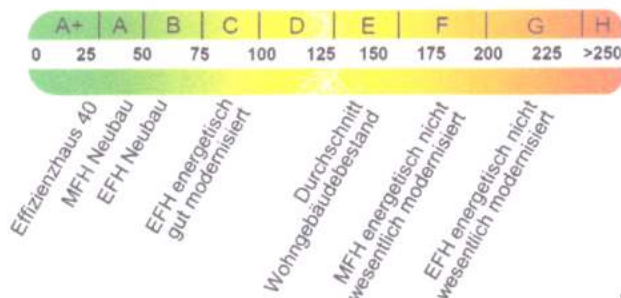 A+ A B C D E F G H
0 25 50 75 100 125 150 175 200 225 >250
Effizienzhaus 40
MFH Neubau
EFH Neubau
EFH energetisch
gut modernisiert
Durchschnitt
Wohngebäudebestand
MFH energetisch nicht
wesentlich modernisiert
EFH energetisch nicht
wesentlich modernisiert